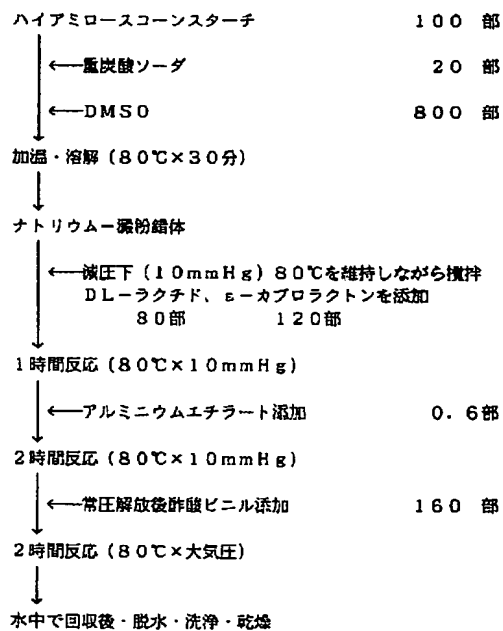 ハイアミロースコーンスターチ　１００　部
←重炭酸ソーダ　２０　部
←ＤＭＳＯ　８００　部
加温・溶解（８０℃×３０分）
ナトリウム－澱粉錯体
←減圧下（１０ｍｍＨｇ）８０℃を維持しながら攪拌
ＤＬ－ラクチド、ε－カプロラクトンを添加
８０部　１２０部
１時間反応（８０℃×１０ｍｍＨｇ）
←アルミニウムエチラート添加　０．６部
２時間反応（８０℃×１０ｍｍＨｇ）
←常圧解放後酢酸ビニル添加　１６０　部
２時間反応（８０℃×大気圧）
水中で回収後・脱水・洗浄・乾燥